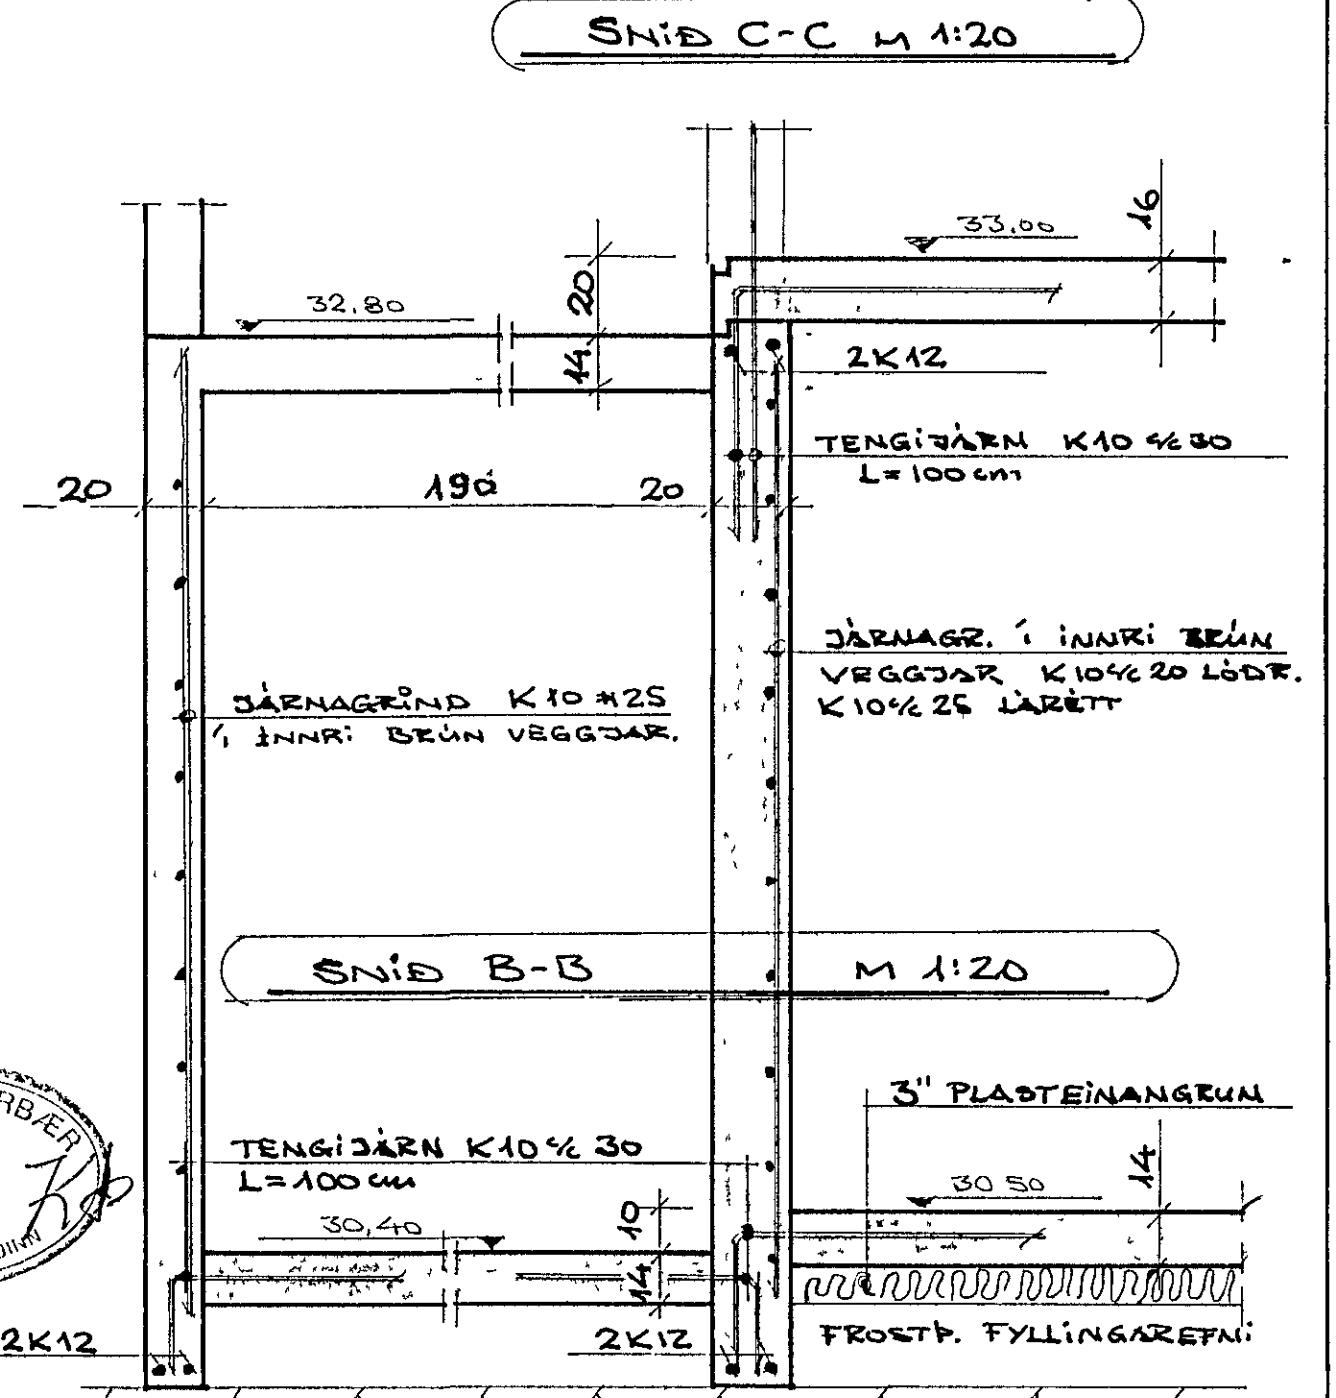 SNIÐ C-C M 1:20
16
33,00
20
32,80
14
2K12
TENGIJÁRN K10 c/c 30
L=100 cm
20
190
20
JÁRNAGR. Í INNRI BRÚN
VEGGJAR K10 c/c 20 LÓÐR.
K10 c/c 25 LÁRÉTT
JÁRNAGRIND K10 # 25
Í INNRI BRÚN VEGGJAR.
SNIÐ B-B M 1:20
3" PLASTEINANGRUN
RBÆR
TENGIJÁRN K10 c/c 30
L=100 cm
14
30 50
10
30,40
14
2K12
2K12
FROSTÞ. FYLLINGAREFNI